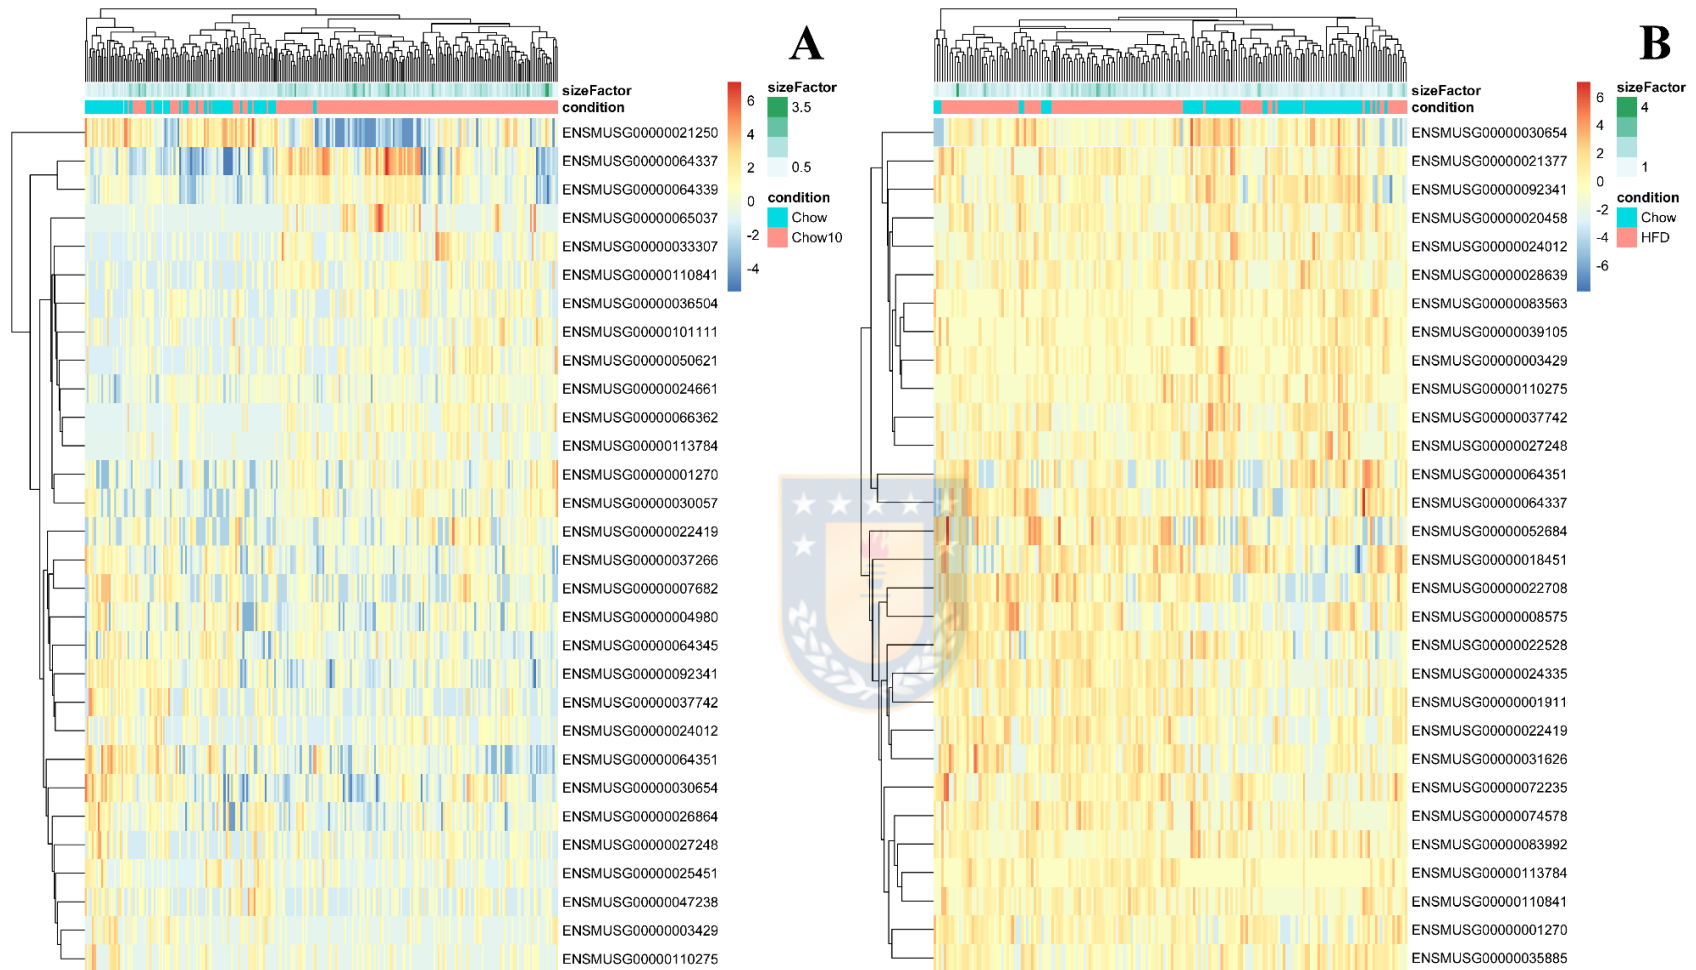 A
sizeFactor
condition
6
4
2
0
-2
-4
sizeFactor
3.5
0.5
condition
Chow
Chow10
ENSMUSG00000021250
ENSMUSG00000064337
ENSMUSG00000064339
ENSMUSG00000065037
ENSMUSG00000033307
ENSMUSG00000110841
ENSMUSG00000036504
ENSMUSG00000101111
ENSMUSG00000050621
ENSMUSG00000024661
ENSMUSG00000066362
ENSMUSG00000113784
ENSMUSG00000001270
ENSMUSG00000030057
ENSMUSG00000022419
ENSMUSG00000037266
ENSMUSG00000007682
ENSMUSG00000004980
ENSMUSG00000064345
ENSMUSG00000092341
ENSMUSG00000037742
ENSMUSG00000024012
ENSMUSG00000064351
ENSMUSG00000030654
ENSMUSG00000026864
ENSMUSG00000027248
ENSMUSG00000025451
ENSMUSG00000047238
ENSMUSG00000003429
ENSMUSG00000110275
B
sizeFactor
condition
6
4
2
0
-2
-4
-6
sizeFactor
4
1
condition
Chow
HFD
ENSMUSG00000030654
ENSMUSG00000021377
ENSMUSG00000092341
ENSMUSG00000020458
ENSMUSG00000024012
ENSMUSG00000028639
ENSMUSG00000083563
ENSMUSG00000039105
ENSMUSG00000003429
ENSMUSG00000110275
ENSMUSG00000037742
ENSMUSG00000027248
ENSMUSG00000064351
ENSMUSG00000064337
ENSMUSG00000052684
ENSMUSG00000018451
ENSMUSG00000022708
ENSMUSG00000008575
ENSMUSG00000022528
ENSMUSG00000024335
ENSMUSG00000001911
ENSMUSG00000022419
ENSMUSG00000031626
ENSMUSG00000072235
ENSMUSG00000074578
ENSMUSG00000083992
ENSMUSG00000113784
ENSMUSG00000110841
ENSMUSG00000001270
ENSMUSG00000035885